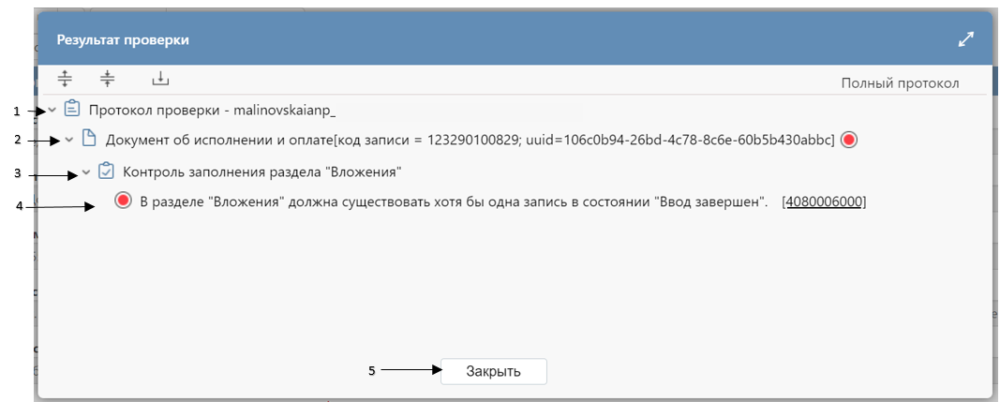 Результат проверки
Полный протокол
1 Протокол проверки - malinovskaianp_
2 Документ об исполнении и оплате[код записи = 123290100829; uuid=106c0b94-26bd-4c78-8c6e-60b5b430abbc]
3 Контроль заполнения раздела "Вложения"
4 В разделе "Вложения" должна существовать хотя бы одна запись в состоянии "Ввод завершен". [4080006000]
5 Закрыть